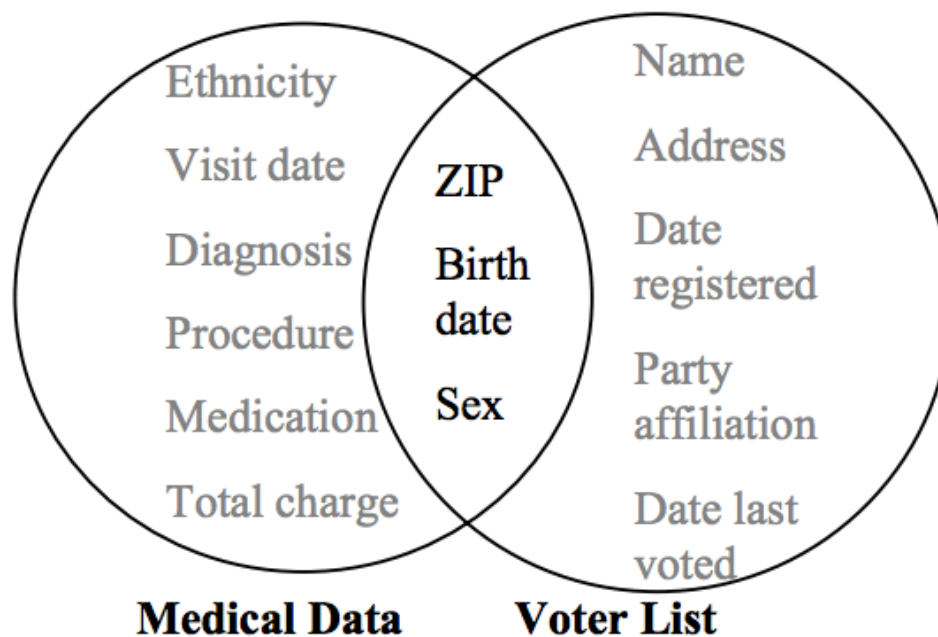 Ethnicity
Visit date
Diagnosis
Procedure
Medication
Total charge
ZIP
Birth
date
Sex
Name
Address
Date
registered
Party
affiliation
Date last
voted
Medical Data
Voter List